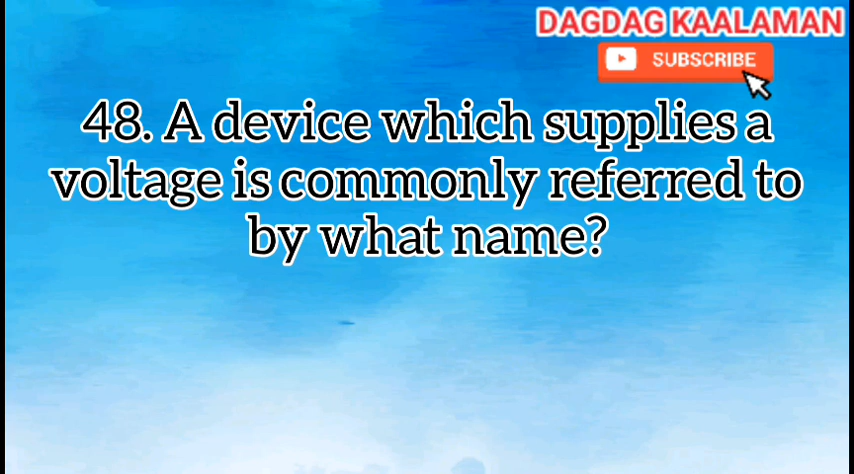 DAGDAG KAALAMAN
SUBSCRIBE
48. A device which supplies a
voltage is commonly referred to
by what name?